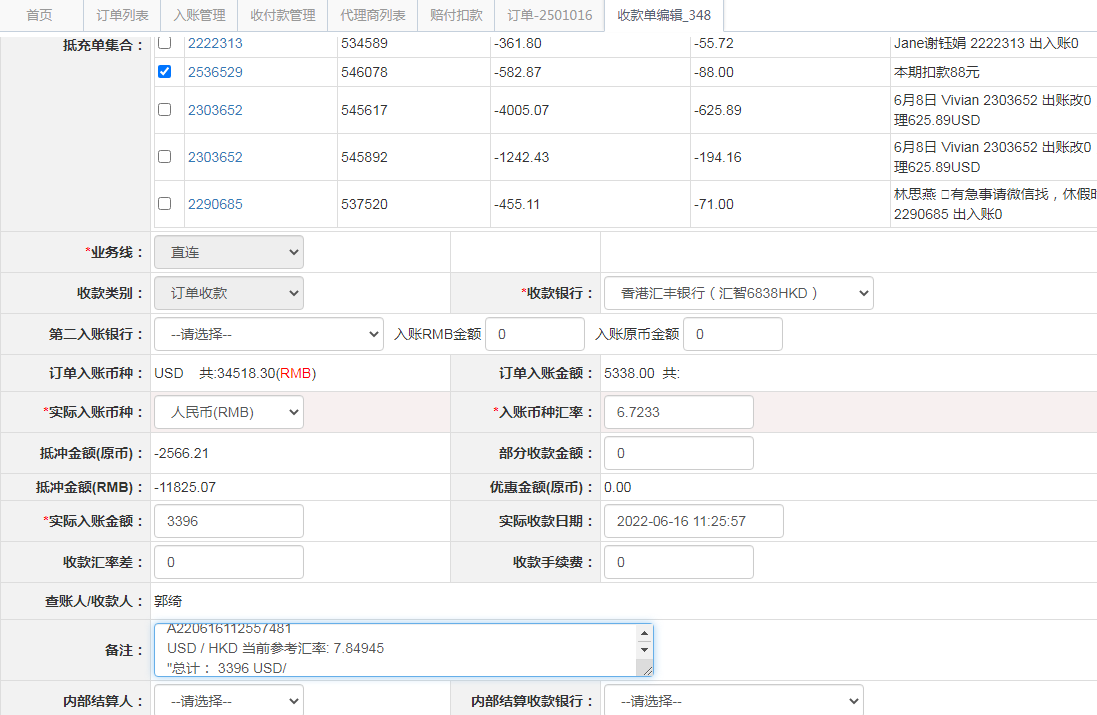 首页 订单列表 入账管理 收付款管理 代理商列表 赔付扣款 订单-2501016 收款单编辑_348
抵充单集合： 2222313 534589 -361.80 -55.72 Jane谢钰娟 2222313 出入账0
2536529 546078 -582.87 -88.00 本期扣款88元
2303652 545617 -4005.07 -625.89 6月8日 Vivian 2303652 出账改0
理625.89USD
2303652 545892 -1242.43 -194.16 6月8日 Vivian 2303652 出账改0
理625.89USD
2290685 537520 -455.11 -71.00 林思燕 有急事请微信找，休假时
2290685 出入账0
*业务线： 直连
收款类别： 订单收款 *收款银行： 香港汇丰银行（汇智6838HKD）
第二入账银行： --请选择-- 入账RMB金额 0 入账原币金额 0
订单入账币种： USD 共:34518.30(RMB) 订单入账金额： 5338.00 共:
*实际入账币种： 人民币(RMB) *入账币种汇率： 6.7233
抵冲金额(原币)： -2566.21 部分收款金额： 0
抵冲金额(RMB)： -11825.07 优惠金额(原币)： 0.00
*实际入账金额： 3396 实际收款日期： 2022-06-16 11:25:57
收款汇率差： 0 收款手续费： 0
查账人/收款人： 郭绮
备注： A220616112557481
USD / HKD 当前参考汇率: 7.84945
"总计： 3396 USD/
内部结算人： --请选择-- 内部结算收款银行： --请选择--